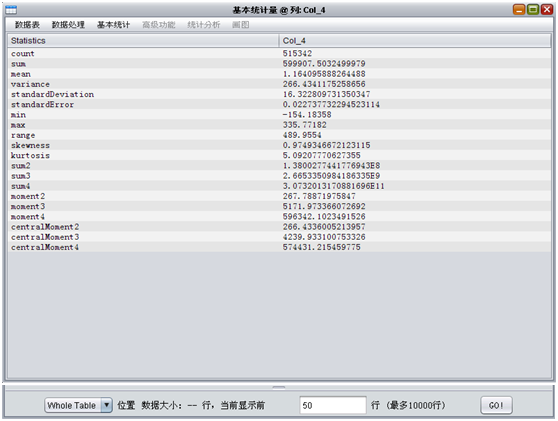 基本统计量 @ 列: Col_4
数据表 数据处理 基本统计 高级功能 统计分析 画图
Statistics Col_4
count 515342
sum 599907.5032499979
mean 1.164095888264488
variance 266.4341175258656
standardDeviation 16.322809731350347
standardError 0.022737732294523114
min -154.18358
max 335.77182
range 489.9554
skewness 0.9749346672123115
kurtosis 5.09207770627355
sum2 1.3800277441776943E8
sum3 2.6653350984186335E9
sum4 3.0732013170881696E11
moment2 267.78871975847
moment3 5171.973366072692
moment4 596342.1023491526
centralMoment2 266.4336005213957
centralMoment3 4239.933100753326
centralMoment4 574431.215459775
Whole Table 位置 数据大小: -- 行, 当前显示前 50 行 (最多10000行) GO!